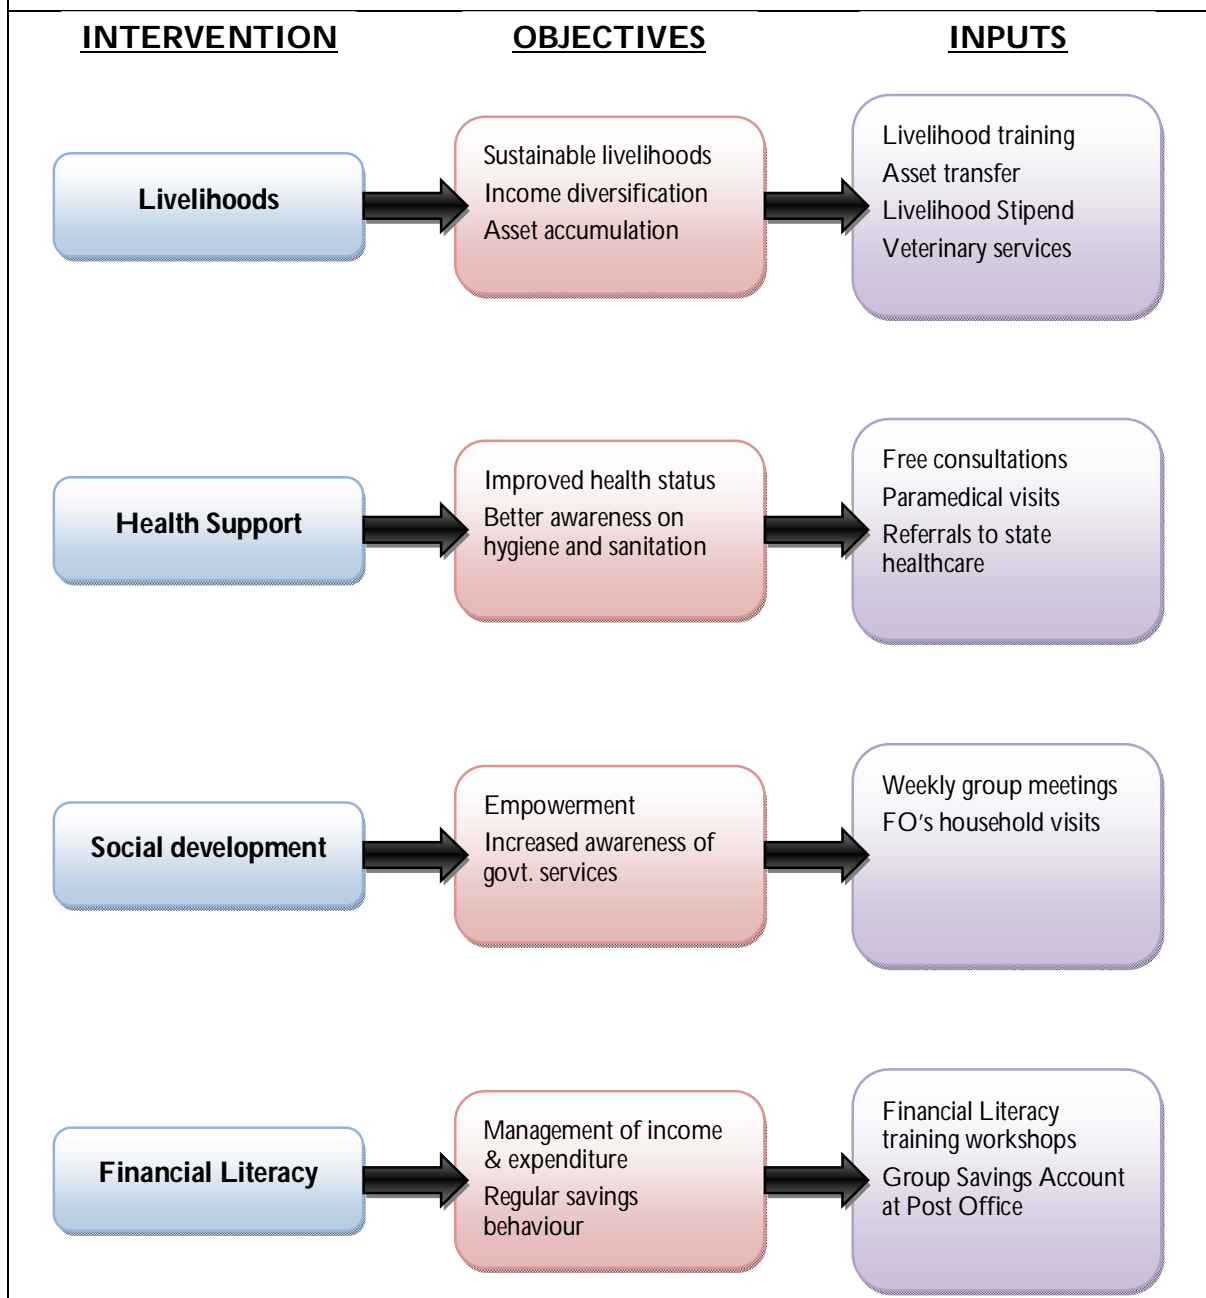 INTERVENTION OBJECTIVES INPUTS
Livelihoods
Sustainable livelihoods
Income diversification
Asset accumulation
Livelihood training
Asset transfer
Livelihood Stipend
Veterinary services
Health Support
Improved health status
Better awareness on
hygiene and sanitation
Free consultations
Paramedical visits
Referrals to state
healthcare
Social development
Empowerment
Increased awareness of
govt. services
Weekly group meetings
FO's household visits
Financial Literacy
Management of income
& expenditure
Regular savings
behaviour
Financial Literacy
training workshops
Group Savings Account
at Post Office